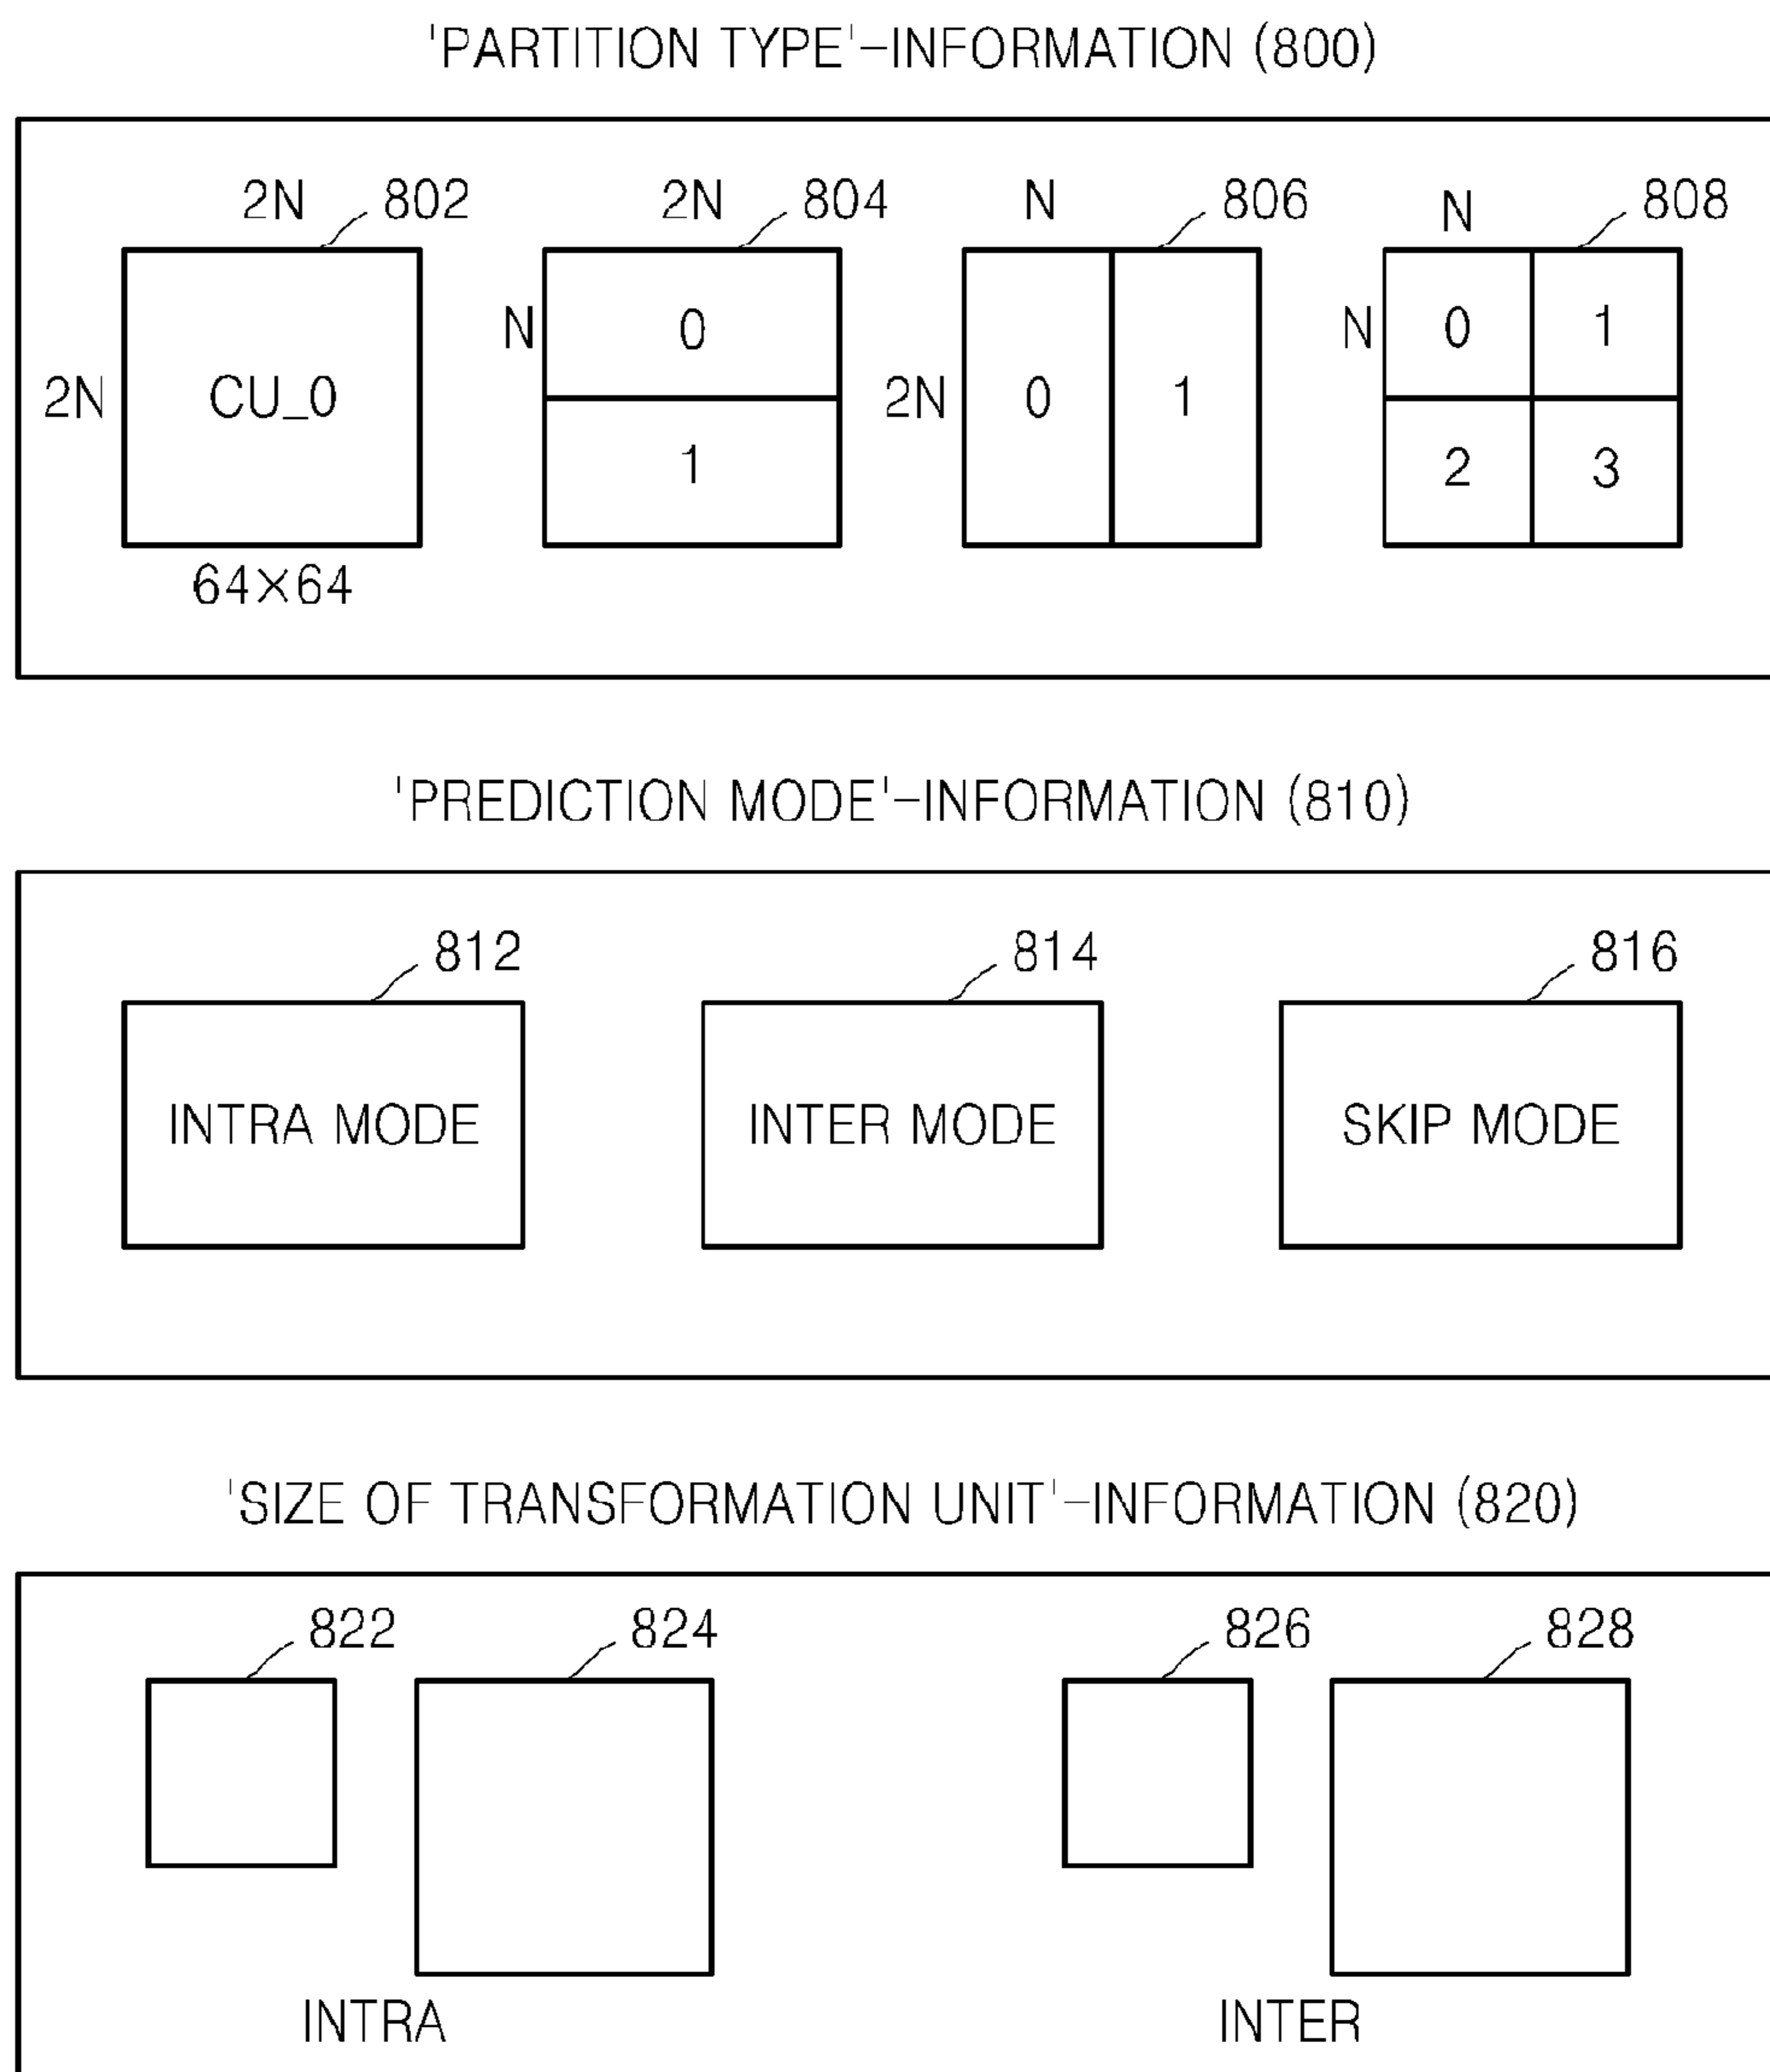 'PARTITION TYPE'-INFORMATION (800)
2N 802 2N 804 N 806 N 808
N 0 N 0 1
2N CU_0 2N 0 1
1 2 3
64×64
'PREDICTION MODE'-INFORMATION (810)
812 814 816
INTRA MODE INTER MODE SKIP MODE
'SIZE OF TRANSFORMATION UNIT'-INFORMATION (820)
822 824 826 828
INTRA INTER